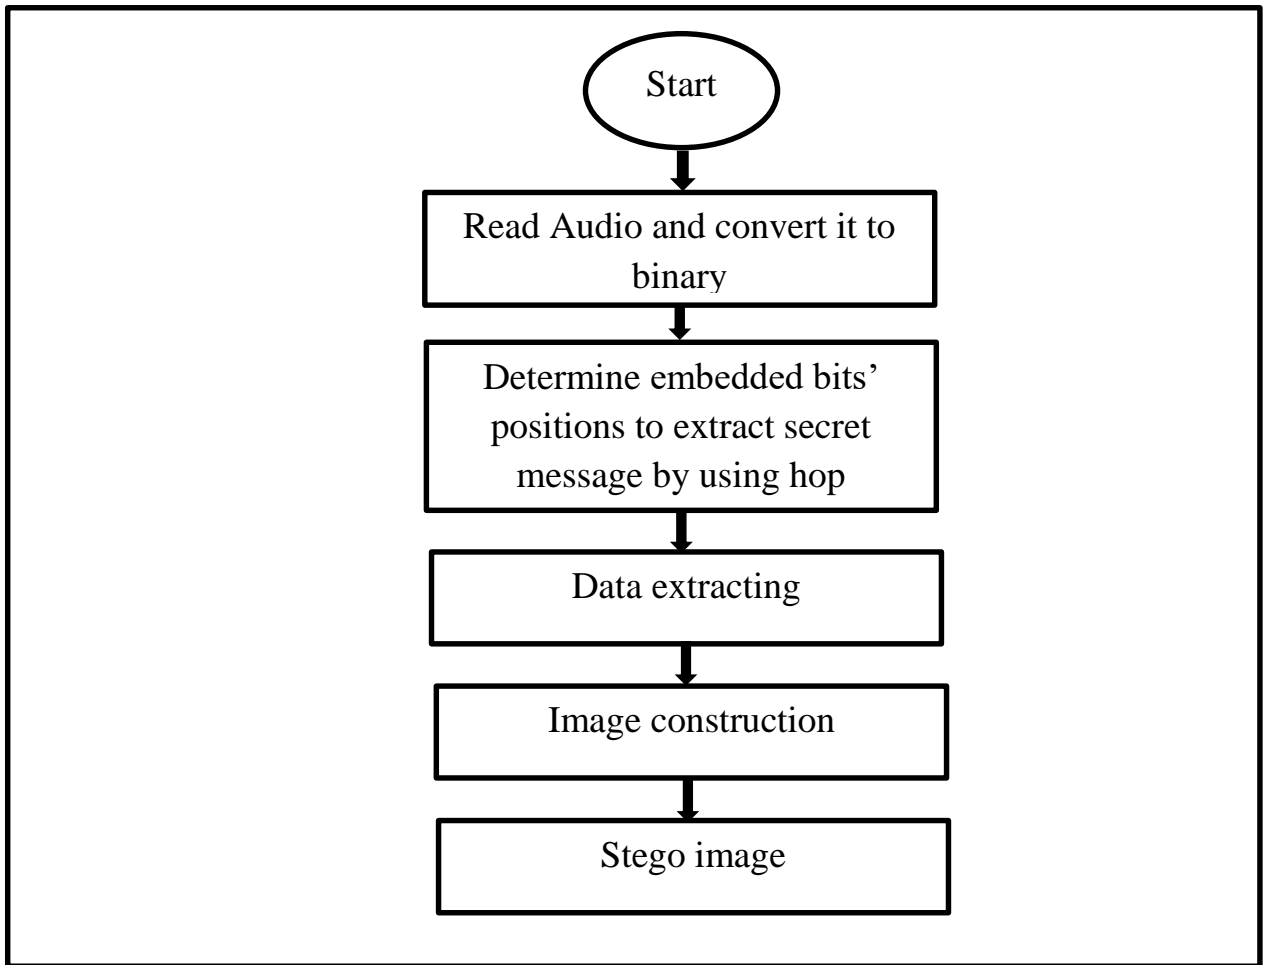 Start
Read Audio and convert it to
binary
Determine embedded bits’
positions to extract secret
message by using hop
Data extracting
Image construction
Stego image